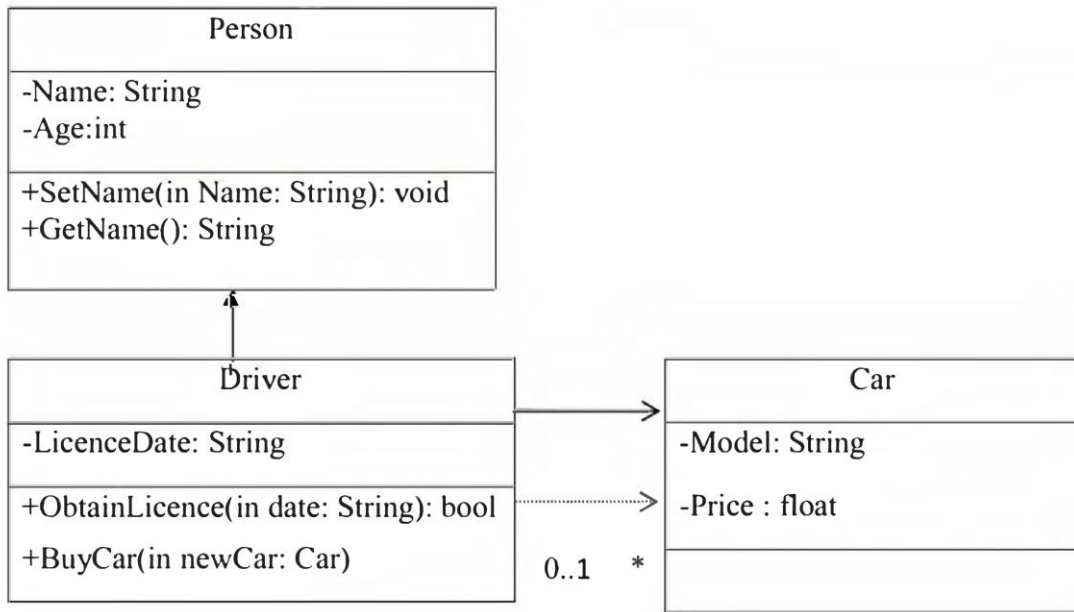 Person
-Name: String
-Age:int
+SetName(in Name: String): void
+GetName(): String
Driver
-LicenceDate: String
+ObtainLicence(in date: String): bool
+BuyCar(in newCar: Car)
0..1 *
Car
-Model: String
-Price : float